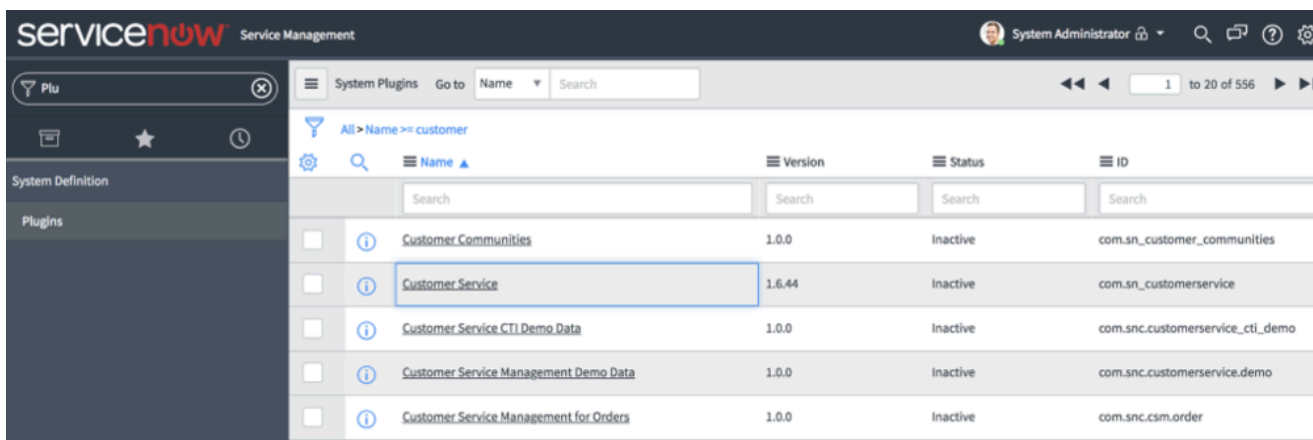 servicenow Service Management System Administrator
Plu System Plugins Go to Name Search 1 to 20 of 556
All > Name >= customer
Name Version Status ID
System Definition
Search Search Search Search
Plugins
Customer Communities 1.0.0 Inactive com.sn_customer_communities
Customer Service 1.6.44 Inactive com.sn_customerservice
Customer Service CTI Demo Data 1.0.0 Inactive com.snc.customerservice_cti_demo
Customer Service Management Demo Data 1.0.0 Inactive com.snc.customerservice.demo
Customer Service Management for Orders 1.0.0 Inactive com.snc.csm.order